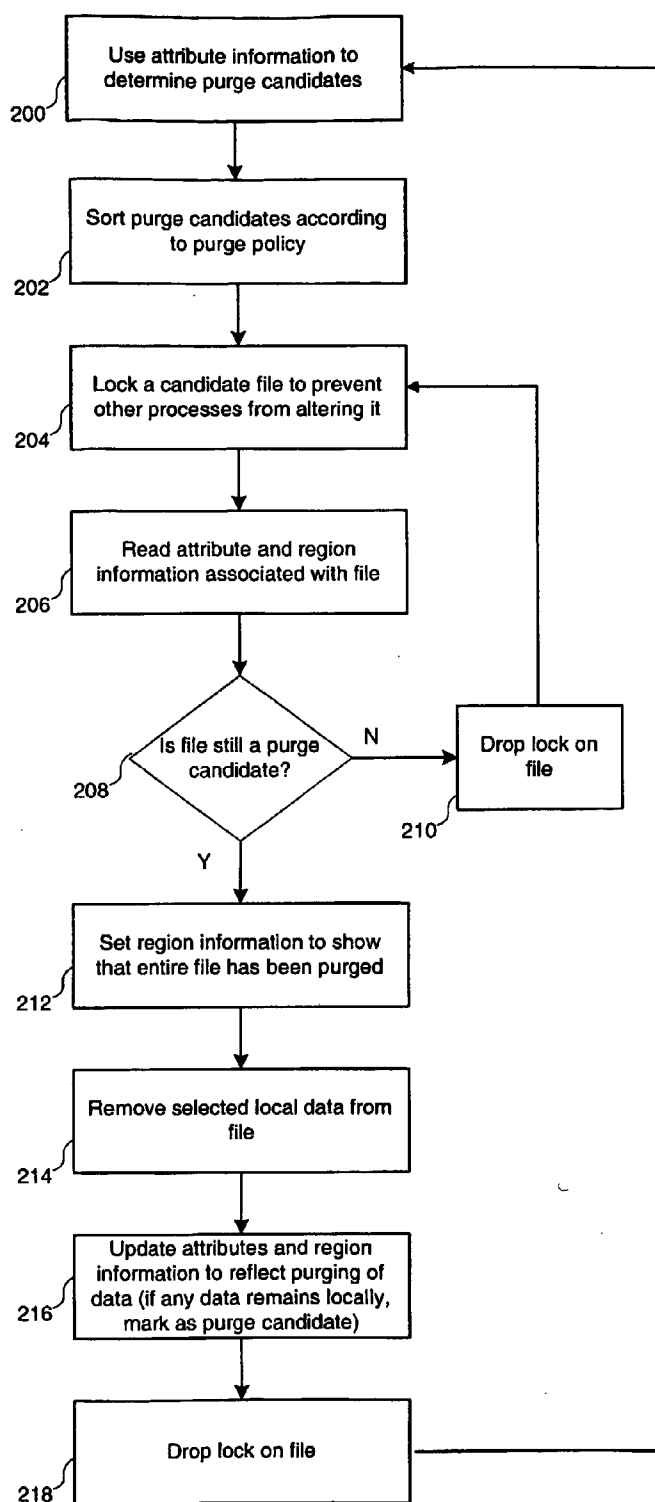 Use attribute information to
determine purge candidates
200
Sort purge candidates according
to purge policy
202
Lock a candidate file to prevent
other processes from altering it
204
Read attribute and region
information associated with file
206
Is file still a purge
candidate?
208
N
Drop lock on
file
210
Y
Set region information to show
that entire file has been purged
212
Remove selected local data from
file
214
Update attributes and region
information to reflect purging of
data (if any data remains locally,
mark as purge candidate)
216
Drop lock on file
218